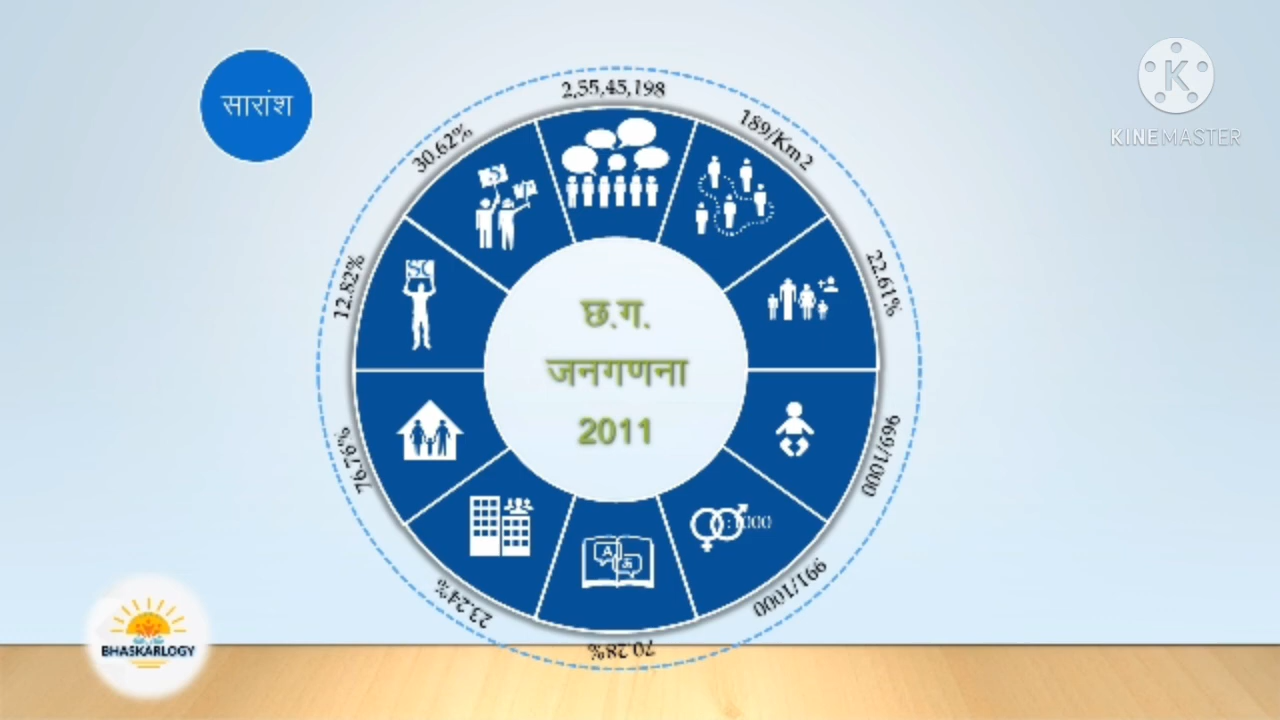 सारांश
KINEMASTER
2,55,45,198
189/Km2
22.61%
969/1000
991/1000
70.28%
23.24%
76.76%
12.82%
30.62%
SC
:1000
A
अ
छ.ग.
जनगणना
2011
BHASKARLOGY